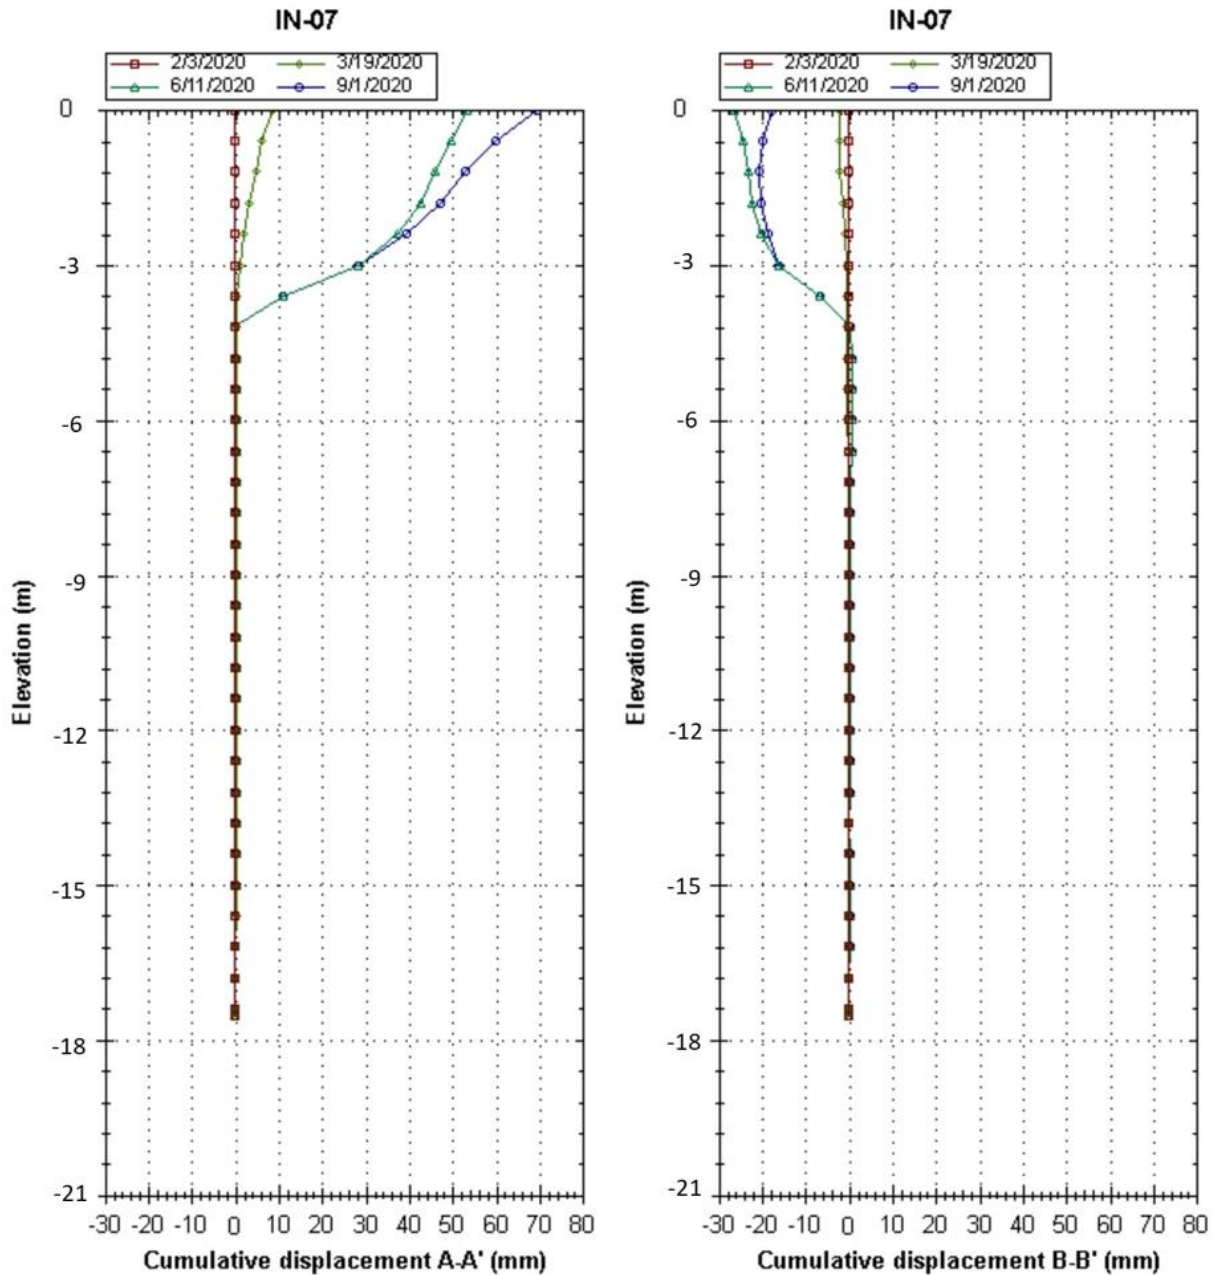 IN-07
2/3/2020 3/19/2020
6/11/2020 9/1/2020
0
-3
-6
-9
-12
-15
-18
-21
-30 -20 -10 0 10 20 30 40 50 60 70 80
Elevation (m)
Cumulative displacement A-A' (mm)
IN-07
2/3/2020 3/19/2020
6/11/2020 9/1/2020
0
-3
-6
-9
-12
-15
-18
-21
-30 -20 -10 0 10 20 30 40 50 60 70 80
Elevation (m)
Cumulative displacement B-B' (mm)